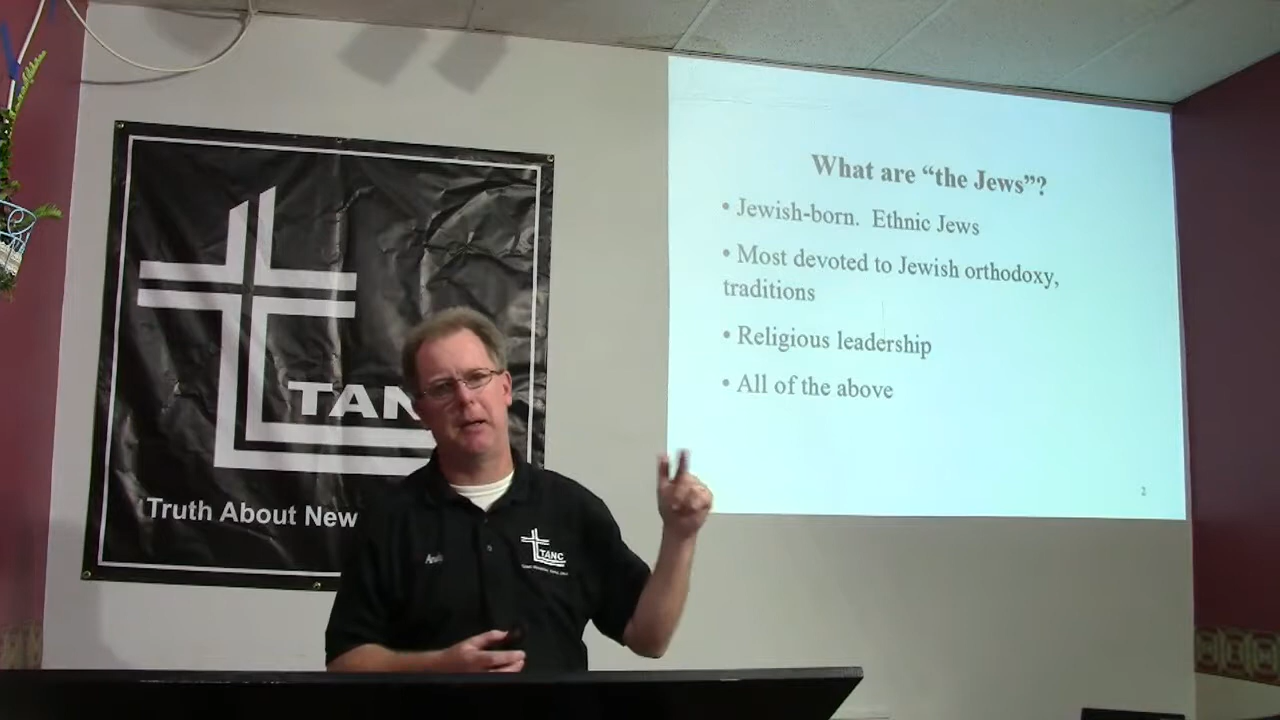 What are “the Jews”?
• Jewish-born.  Ethnic Jews
• Most devoted to Jewish orthodoxy,
traditions
• Religious leadership
• All of the above
2
TAN
Truth About New
TANC